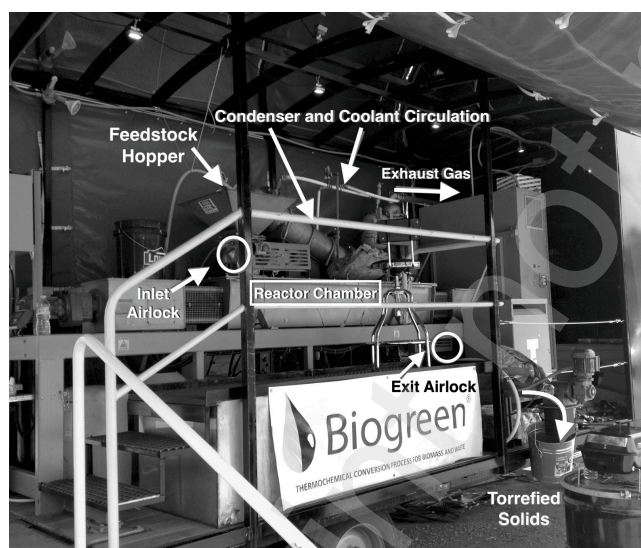 Condenser and Coolant Circulation
Feedstock
Hopper
Exhaust Gas
Inlet
Airlock
Reactor Chamber
Exit Airlock
Biogreen®
THERMOCHEMICAL CONVERSION PROCESS FOR BIOMASS AND WASTE
Torrefied
Solids